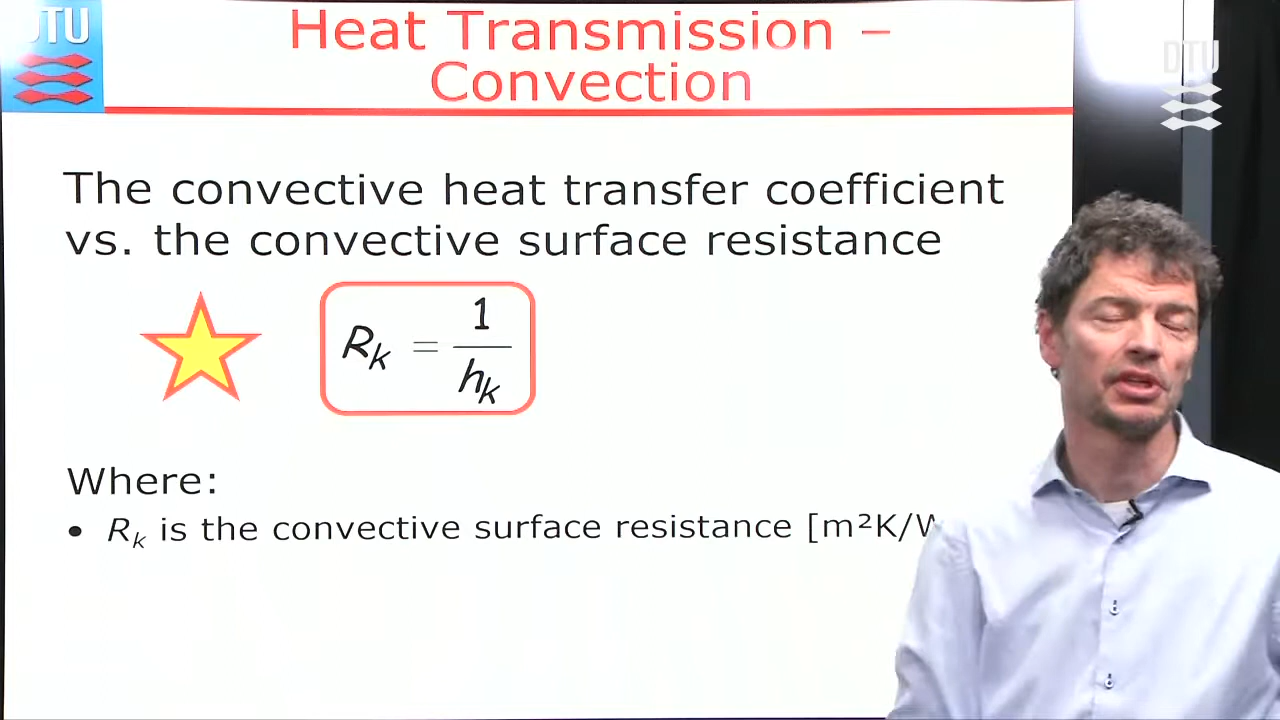 DTU
Heat Transmission –
Convection
DTU
The convective heat transfer coefficient
vs. the convective surface resistance
R_k = 1/h_k
Where:
• R_k is the convective surface resistance [m²K/W